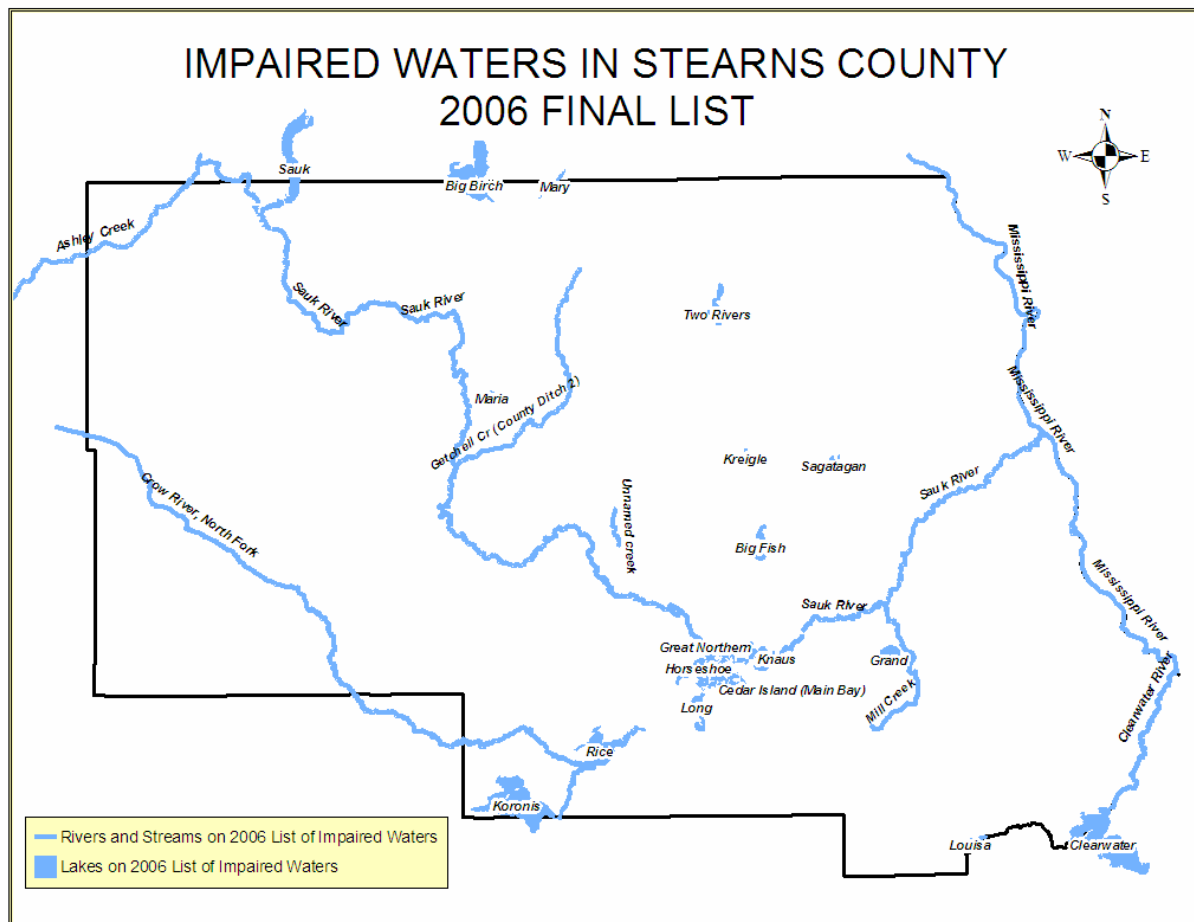 IMPAIRED WATERS IN STEARNS COUNTY
2006 FINAL LIST
N
W
E
S
Sauk
Big Birch
Mary
Ashley Creek
Mississippi River
Sauk River
Sauk River
Two Rivers
Mississippi River
Maria
Getchell Cr (County Ditch 2)
Kreigle
Sagatagan
Sauk River
Crow River, North Fork
Unnamed creek
Big Fish
Mississippi River
Sauk River
Great Northern
Knaus
Grand
Horseshoe
Cedar Island (Main Bay)
Long
Mill Creek
Clearwater River
Rice
Koronis
Louisa
Clearwater
Rivers and Streams on 2006 List of Impaired Waters
Lakes on 2006 List of Impaired Waters